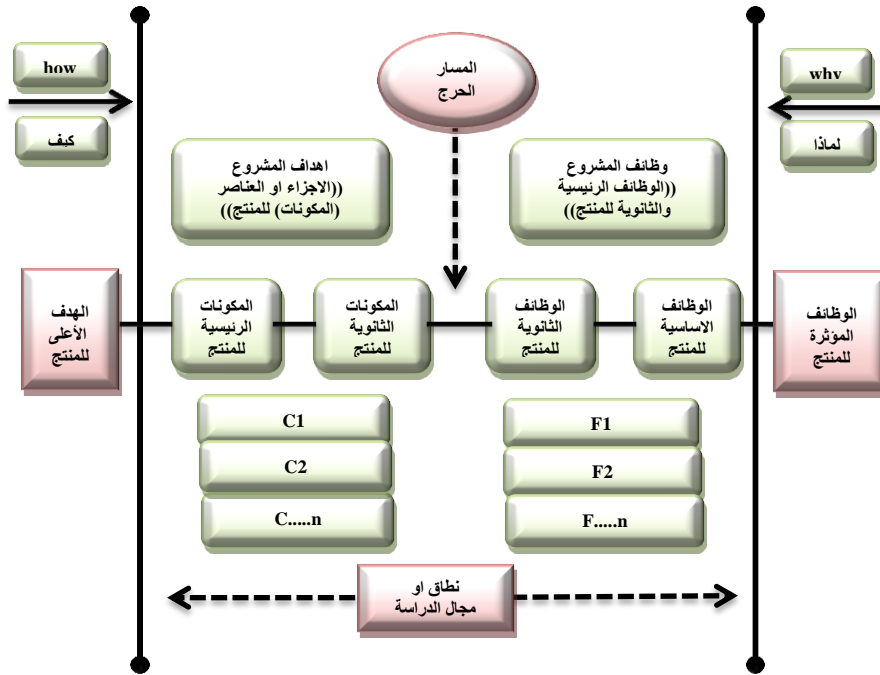 how
كيف
المسار
الحرج
why
لماذا
وظائف المشروع
((الوظائف الرئيسية
والثانوية للمنتج))
اهداف المشروع
((الاجزاء او العناصر
(المكونات) للمنتج))
الوظائف
المؤثرة
للمنتج
الوظائف
الاساسية
للمنتج
الوظائف
الثانوية
للمنتج
المكونات
الثانوية
للمنتج
المكونات
الرئيسية
للمنتج
الهدف
الأعلى
للمنتج
F1
F2
F.....n
C1
C2
C.....n
نطاق او
مجال الدراسة